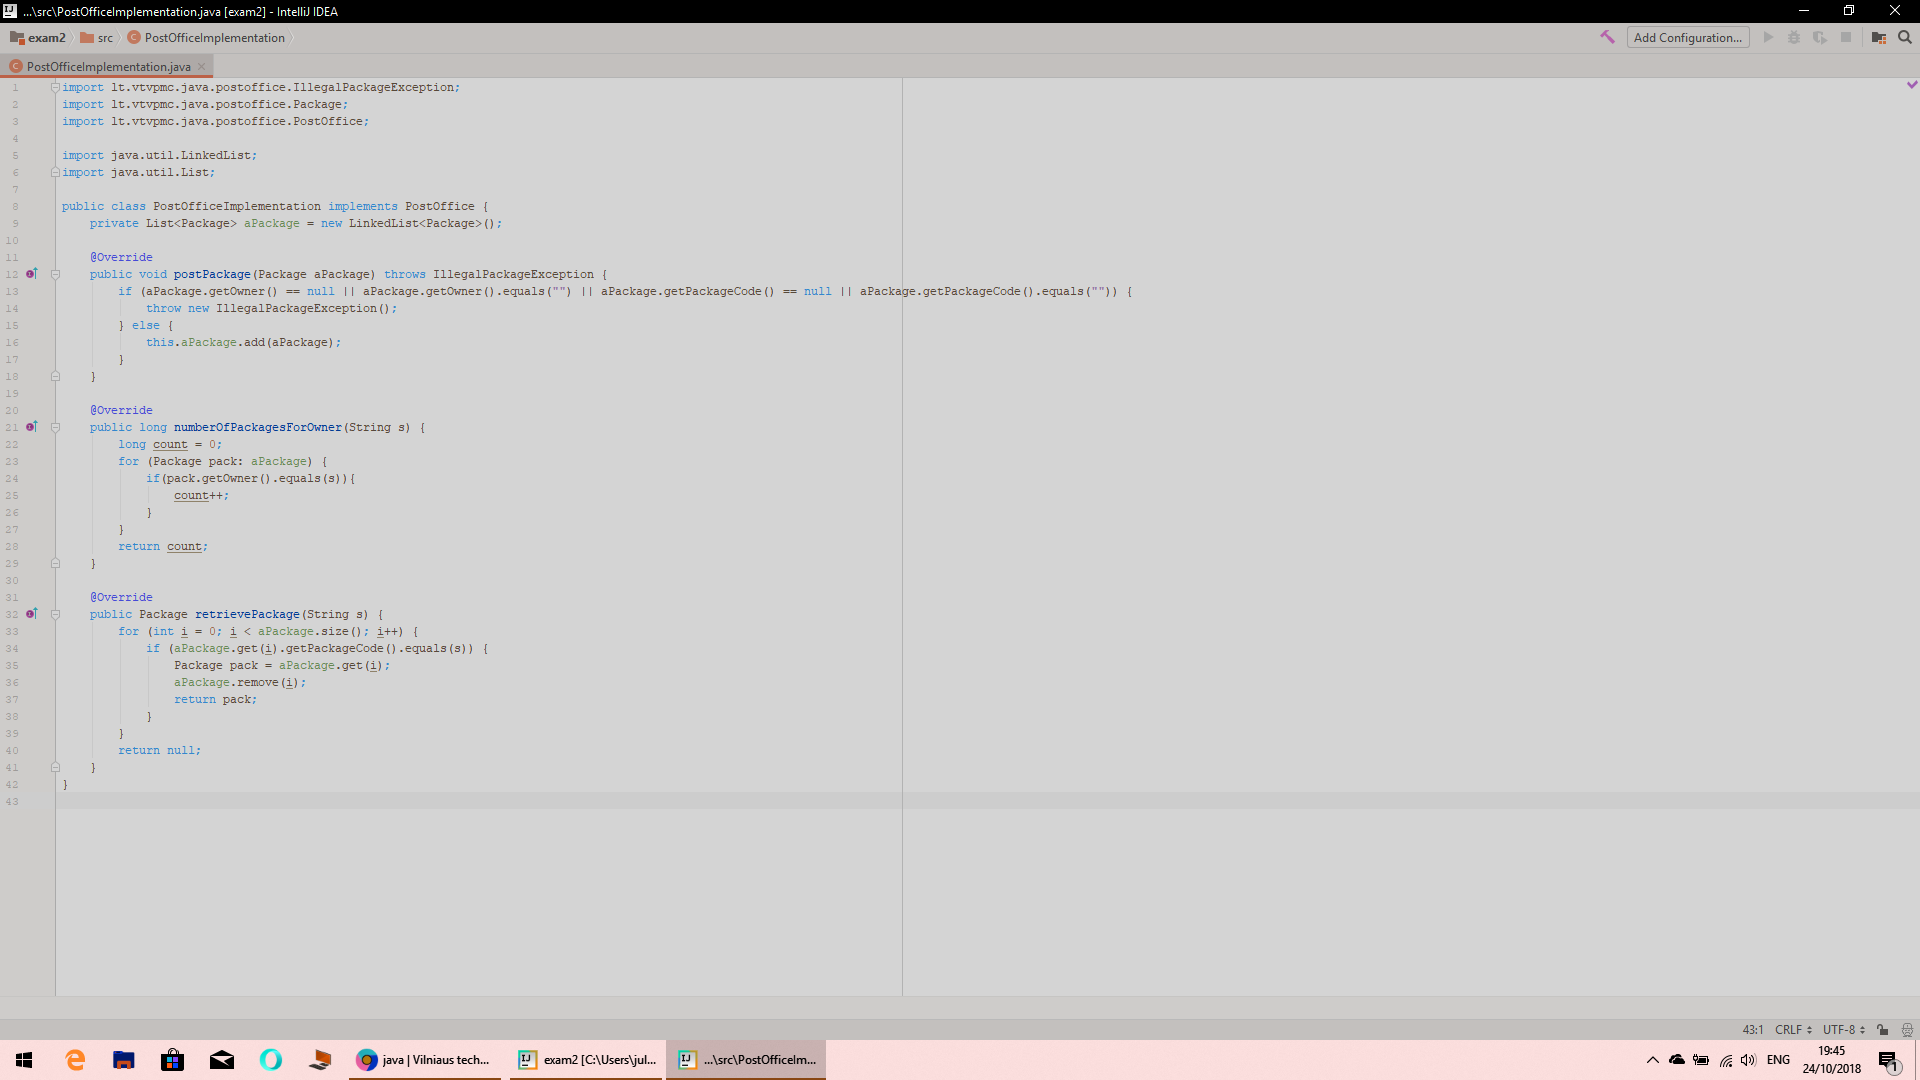 ...\src\PostOfficeImplementation.java [exam2] - IntelliJ IDEA
exam2 src PostOfficeImplementation Add Configuration...
PostOfficeImplementation.java
1 import lt.vtvpmc.java.postoffice.IllegalPackageException;
2 import lt.vtvpmc.java.postoffice.Package;
3 import lt.vtvpmc.java.postoffice.PostOffice;
4
5 import java.util.LinkedList;
6 import java.util.List;
7
8 public class PostOfficeImplementation implements PostOffice {
9 private List<Package> aPackage = new LinkedList<Package>();
10
11 @Override
12 public void postPackage(Package aPackage) throws IllegalPackageException {
13 if (aPackage.getOwner() == null || aPackage.getOwner().equals("") || aPackage.getPackageCode() == null || aPackage.getPackageCode().equals("")) {
14 throw new IllegalPackageException();
15 } else {
16 this.aPackage.add(aPackage);
17 }
18 }
19
20 @Override
21 public long numberOfPackagesForOwner(String s) {
22 long count = 0;
23 for (Package pack: aPackage) {
24 if(pack.getOwner().equals(s)){
25 count++;
26 }
27 }
28 return count;
29 }
30
31 @Override
32 public Package retrievePackage(String s) {
33 for (int i = 0; i < aPackage.size(); i++) {
34 if (aPackage.get(i).getPackageCode().equals(s)) {
35 Package pack = aPackage.get(i);
36 aPackage.remove(i);
37 return pack;
38 }
39 }
40 return null;
41 }
42 }
43
43:1 CRLF UTF-8
java | Vilniaus tech... exam2 [C:\Users\jul... ...\src\PostOfficeIm... ENG 19:45
24/10/2018 1